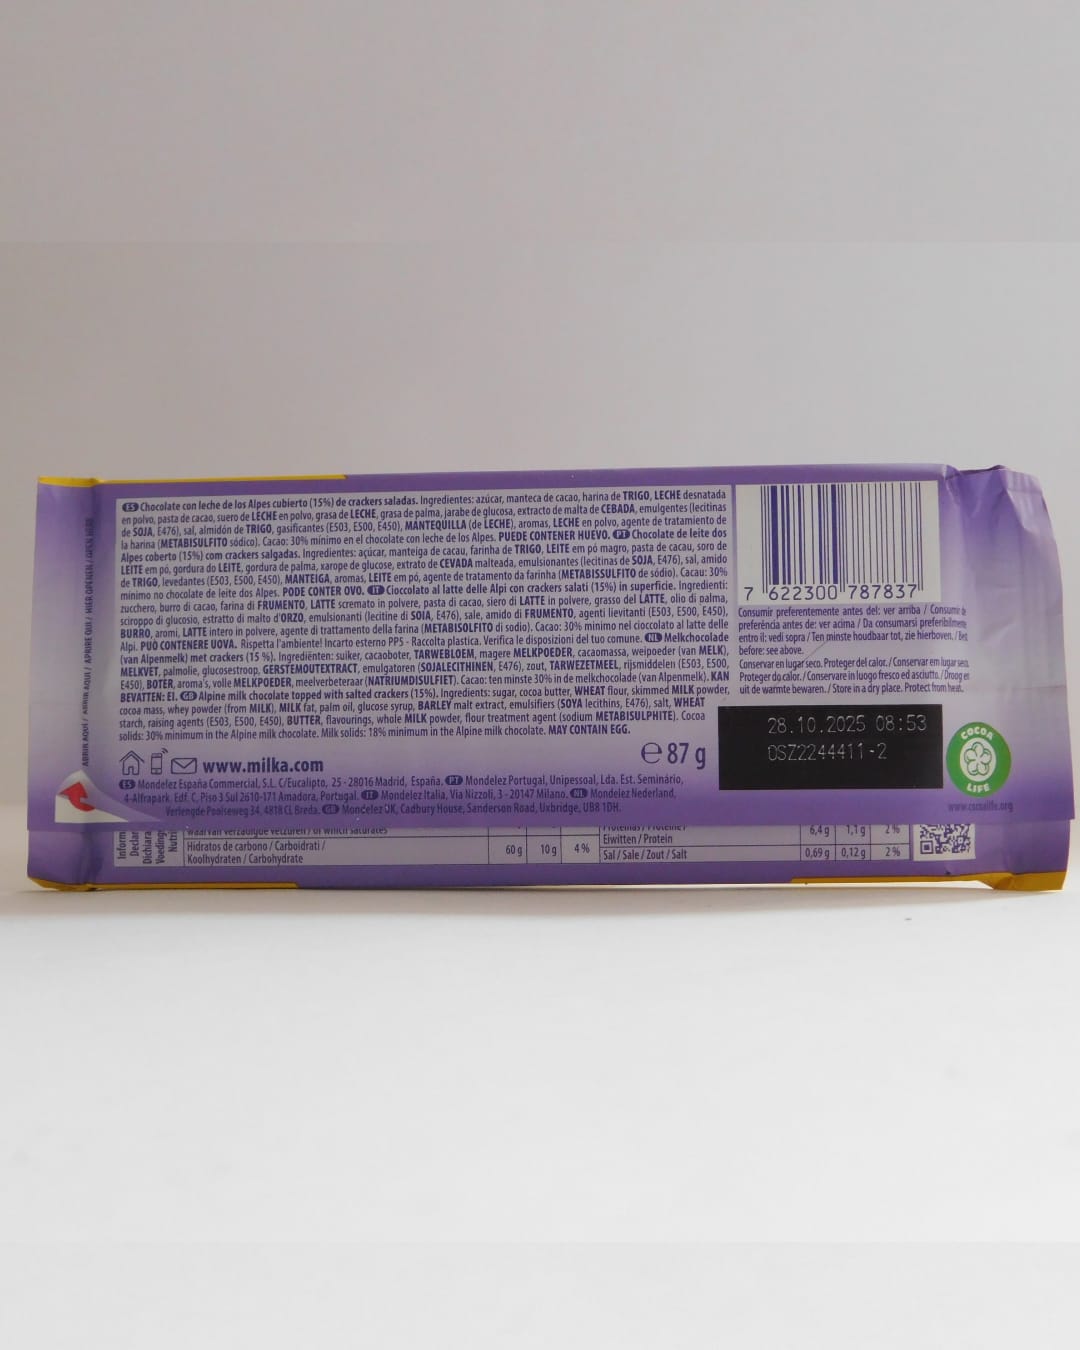 ES Chocolate con leche de los Alpes cubierto (15%) de crackers saladas. Ingredientes: azúcar, manteca de cacao, harina de TRIGO, LECHE desnatada
en polvo, pasta de cacao, suero de LECHE en polvo, grasa de LECHE, grasa de palma, jarabe de glucosa, extracto de malta de CEBADA, emulgentes (lecitinas
de SOJA, E476), sal, almidón de TRIGO, gasificantes (E503, E500, E450), MANTEQUILLA (de LECHE), aromas, LECHE en polvo, agente de tratamiento de
la harina (METABISULFITO sódico). Cacao: 30% mínimo en el chocolate con leche de los Alpes. PUEDE CONTENER HUEVO. PT Chocolate de leite dos
Alpes coberto (15%) com crackers salgadas. Ingredientes: açúcar, manteiga de cacau, farinha de TRIGO, LEITE em pó magro, pasta de cacau, soro de
LEITE em pó, gordura do LEITE, gordura de palma, xarope de glucose, extrato de CEVADA malteada, emulsionantes (lecitinas de SOJA, E476), sal, amido
de TRIGO, levedantes (E503, E500, E450), MANTEIGA, aromas, LEITE em pó, agente de tratamento da farinha (METABISSULFITO de sódio). Cacau: 30%
mínimo no chocolate de leite dos Alpes. PODE CONTER OVO. IT Cioccolato al latte delle Alpi con crackers salati (15%) in superficie. Ingredienti:
zucchero, burro di cacao, farina di FRUMENTO, LATTE scremato in polvere, pasta di cacao, siero di LATTE in polvere, grasso del LATTE, olio di palma,
sciroppo di glucosio, estratto di malto d'ORZO, emulsionanti (lecitine di SOIA, E476), sale, amido di FRUMENTO, agenti lievitanti (E503, E500, E450),
BURRO, aromi, LATTE intero in polvere, agente di trattamento della farina (METABISOLFITO di sodio). Cacao: 30% minimo nel cioccolato al latte delle
Alpi. PUÒ CONTENERE UOVA. Rispetta l'ambiente! Incarto esterno PP5 - Raccolta plastica. Verifica le disposizioni del tuo comune. NL Melkchocolade
(van Alpenmelk) met crackers (15 %). Ingrediënten: suiker, cacaoboter, TARWEBLOEM, magere MELKPOEDER, cacaomassa, weipoeder (van MELK),
MELKVET, palmolie, glucosestroop, GERSTEMOUTEXTRACT, emulgatoren (SOJALECITHINEN, E476), zout, TARWEZETMEEL, rijsmiddelen (E503, E500,
E450), BOTER, aroma's, volle MELKPOEDER, meelverbeteraar (NATRIUMDISULFIET). Cacao: ten minste 30% in de melkchocolade (van Alpenmelk). KAN
BEVATTEN: EI. GB Alpine milk chocolate topped with salted crackers (15%). Ingredients: sugar, cocoa butter, WHEAT flour, skimmed MILK powder,
cocoa mass, whey powder (from MILK), MILK fat, palm oil, glucose syrup, BARLEY malt extract, emulsifiers (SOYA lecithins, E476), salt, WHEAT
starch, raising agents (E503, E500, E450), BUTTER, flavourings, whole MILK powder, flour treatment agent (sodium METABISULPHITE). Cocoa
solids: 30% minimum in the Alpine milk chocolate. Milk solids: 18% minimum in the Alpine milk chocolate. MAY CONTAIN EGG.
www.milka.com
e 87 g
ES Mondelez España Commercial, S.L. C/Eucalipto, 25 - 28016 Madrid, España. PT Mondelez Portugal, Unipessoal, Lda. Est. Seminário,
4-Alfrapark, Edf. C, Piso 3 Sul 2610-171 Amadora, Portugal. IT Mondelez Italia, Via Nizzoli, 3 - 20147 Milano. NL Mondelez Nederland,
Verlengde Poolseweg 34, 4818 CL Breda. GB Mondelez UK, Cadbury House, Sanderson Road, Uxbridge, UB8 1DH.
ABRIR AQUÍ / ABRIR AQUI / APRIRE QUI / HIER OPENEN / OPEN HERE
7 622300 787837
Consumir preferentemente antes del: ver arriba / Consumir de
preferência antes de: ver acima / Da consumarsi preferibilmente
entro il: vedi sopra / Ten minste houdbaar tot, zie hierboven. / Best
before: see above.
Conservar en lugar seco. Proteger del calor. / Conservar em lugar seco.
Proteger do calor. / Conservare in luogo fresco ed asciutto. / Droog en
uit de warmte bewaren. / Store in a dry place. Protect from heat.
28.10.2025 08:53
OSZ2244411-2
COCOA
LIFE
www.cocoalife.org
Inform
Declar
Dichiara
Voeding
Nutri
waarvan verzadigde vetzuren / of which saturates
Hidratos de carbono / Carboidrati /
Koolhydraten / Carbohydrate
60 g 10 g 4 %
Eiwitten / Protein
6,4 g 1,1 g 2 %
Sal / Sale / Zout / Salt
0,69 g 0,12 g 2 %